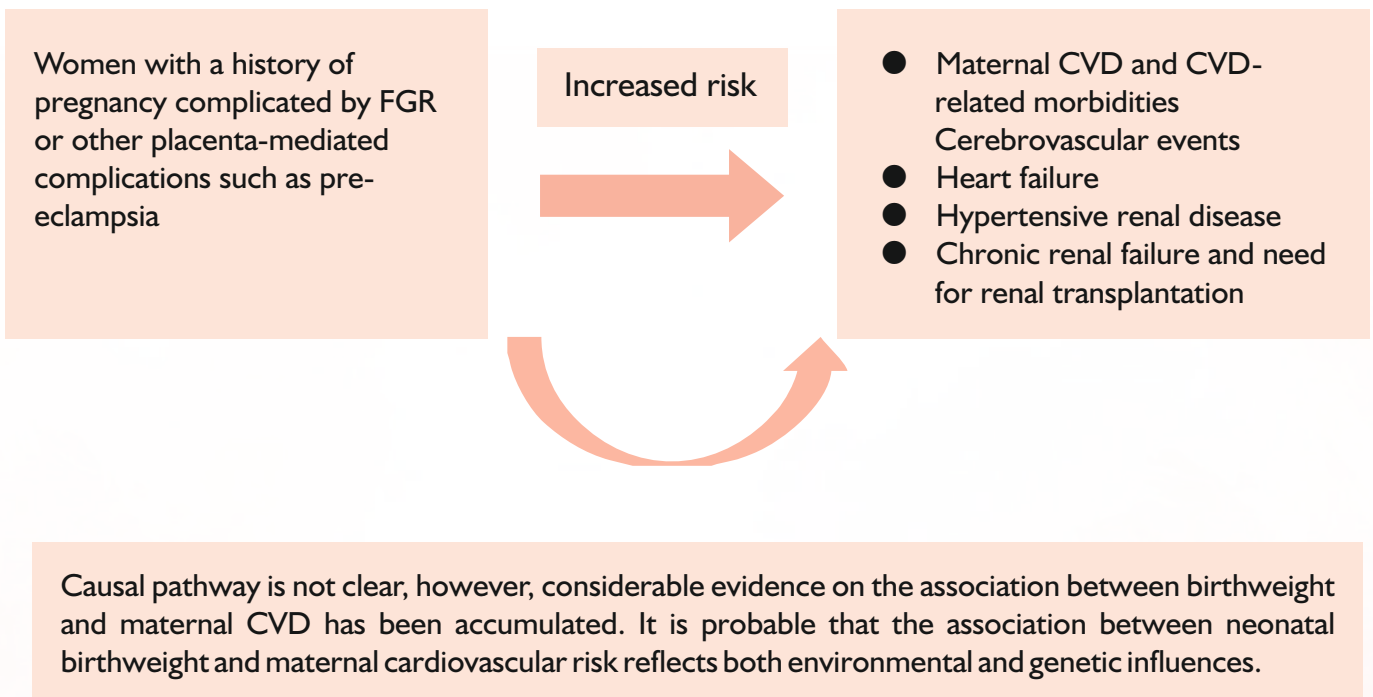 Women with a history of
pregnancy complicated by FGR
or other placenta-mediated
complications such as pre-
eclampsia
Increased risk
● Maternal CVD and CVD-
related morbidities
Cerebrovascular events
● Heart failure
● Hypertensive renal disease
● Chronic renal failure and need
for renal transplantation
Causal pathway is not clear, however, considerable evidence on the association between birthweight
and maternal CVD has been accumulated. It is probable that the association between neonatal
birthweight and maternal cardiovascular risk reflects both environmental and genetic influences.